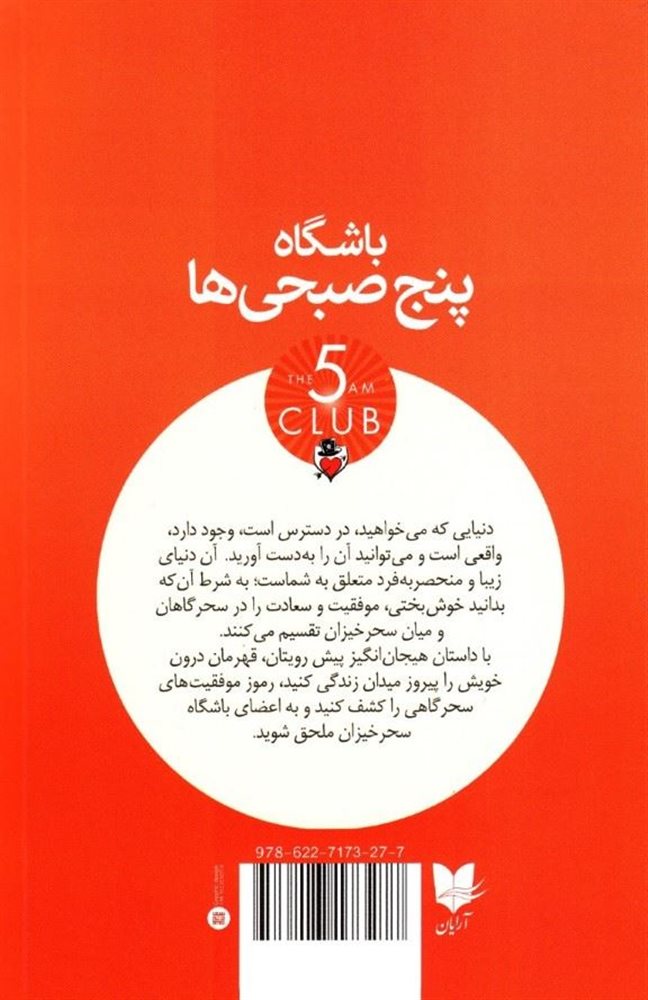 باشگاه
پنج صبحی‌ها
THE 5 AM
CLUB
دنیایی که می‌خواهید، در دسترس است، وجود دارد،
واقعی است و می‌توانید آن را به‌دست آورید. آن دنیای
زیبا و منحصربه‌فرد متعلق به شماست؛ به شرط آن‌که
بدانید خوش‌بختی، موفقیت و سعادت را در سحرگاهان
و میان سحرخیزان تقسیم می‌کنند.
با داستان هیجان‌انگیز پیش رویتان، قهرمان درون
خویش را پیروز میدان زندگی کنید، رموز موفقیت‌های
سحرگاهی را کشف کنید و به اعضای باشگاه
سحرخیزان ملحق شوید.
978-622-7173-27-7
آرایان